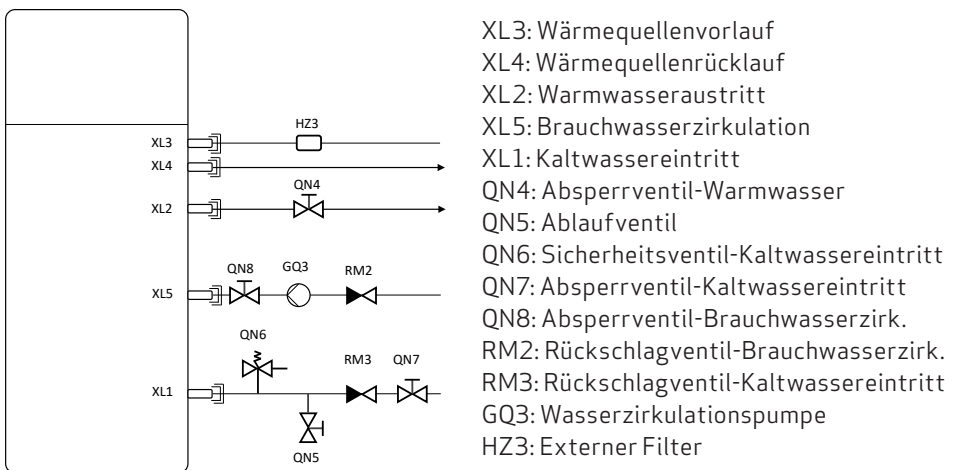 XL3
HZ3
XL4
XL2
QN4
XL5
QN8
GQ3
RM2
QN6
XL1
RM3
QN7
QN5
XL3: Wärmequellenvorlauf
XL4: Wärmequellenrücklauf
XL2: Warmwasseraustritt
XL5: Brauchwasserzirkulation
XL1: Kaltwassereintritt
QN4: Absperrventil-Warmwasser
QN5: Ablaufventil
QN6: Sicherheitsventil-Kaltwassereintritt
QN7: Absperrventil-Kaltwassereintritt
QN8: Absperrventil-Brauchwasserzirk.
RM2: Rückschlagventil-Brauchwasserzirk.
RM3: Rückschlagventil-Kaltwassereintritt
GQ3: Wasserzirkulationspumpe
HZ3: Externer Filter